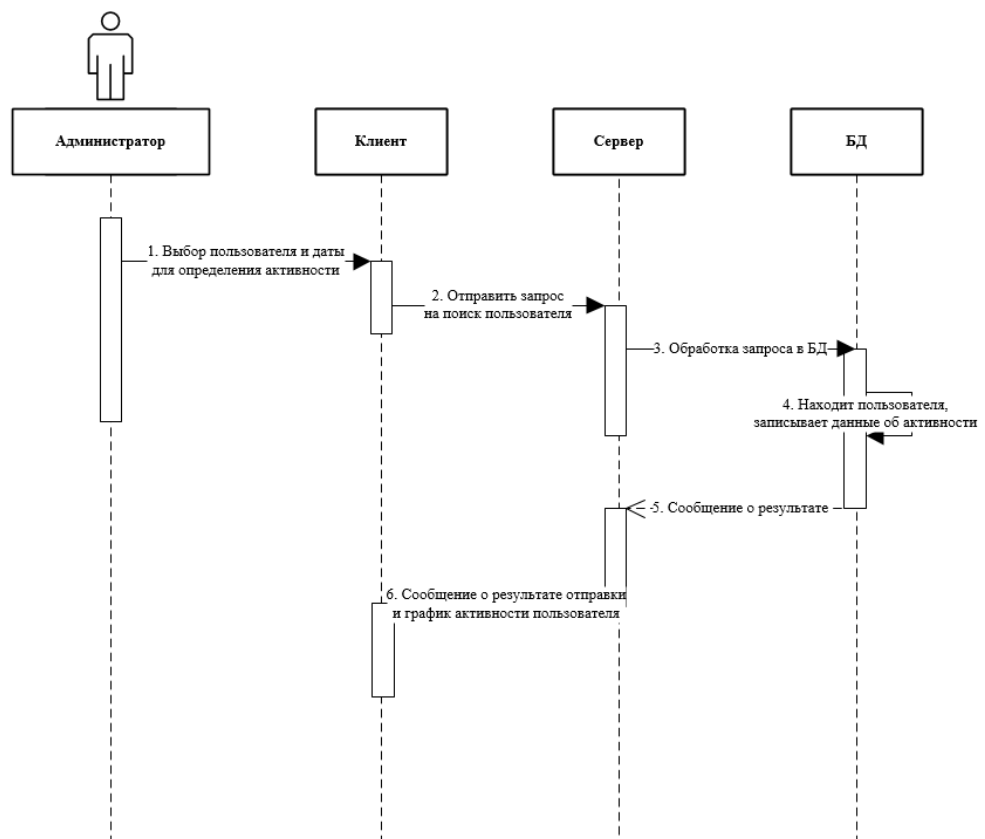 Администратор
Клиент
Сервер
БД
1. Выбор пользователя и даты
для определения активности
2. Отправить запрос
на поиск пользователя
3. Обработка запроса в БД
4. Находит пользователя,
записывает данные об активности
5. Сообщение о результате
6. Сообщение о результате отправки
и график активности пользователя